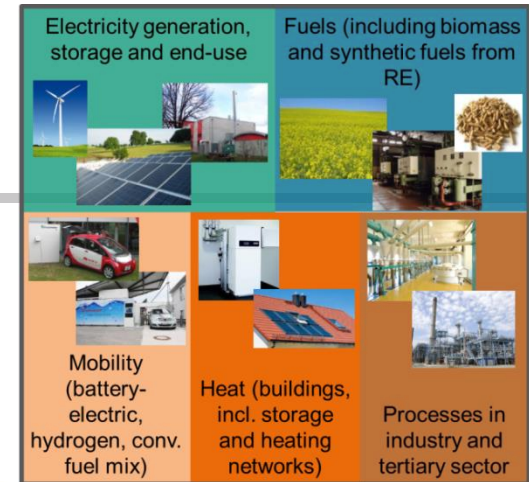 Electricity generation,
storage and end-use
Fuels (including biomass
and synthetic fuels from
RE)
Mobility
(battery-
electric,
hydrogen, conv.
fuel mix)
Heat (buildings,
incl. storage
and heating
networks)
Processes in
industry and
tertiary sector